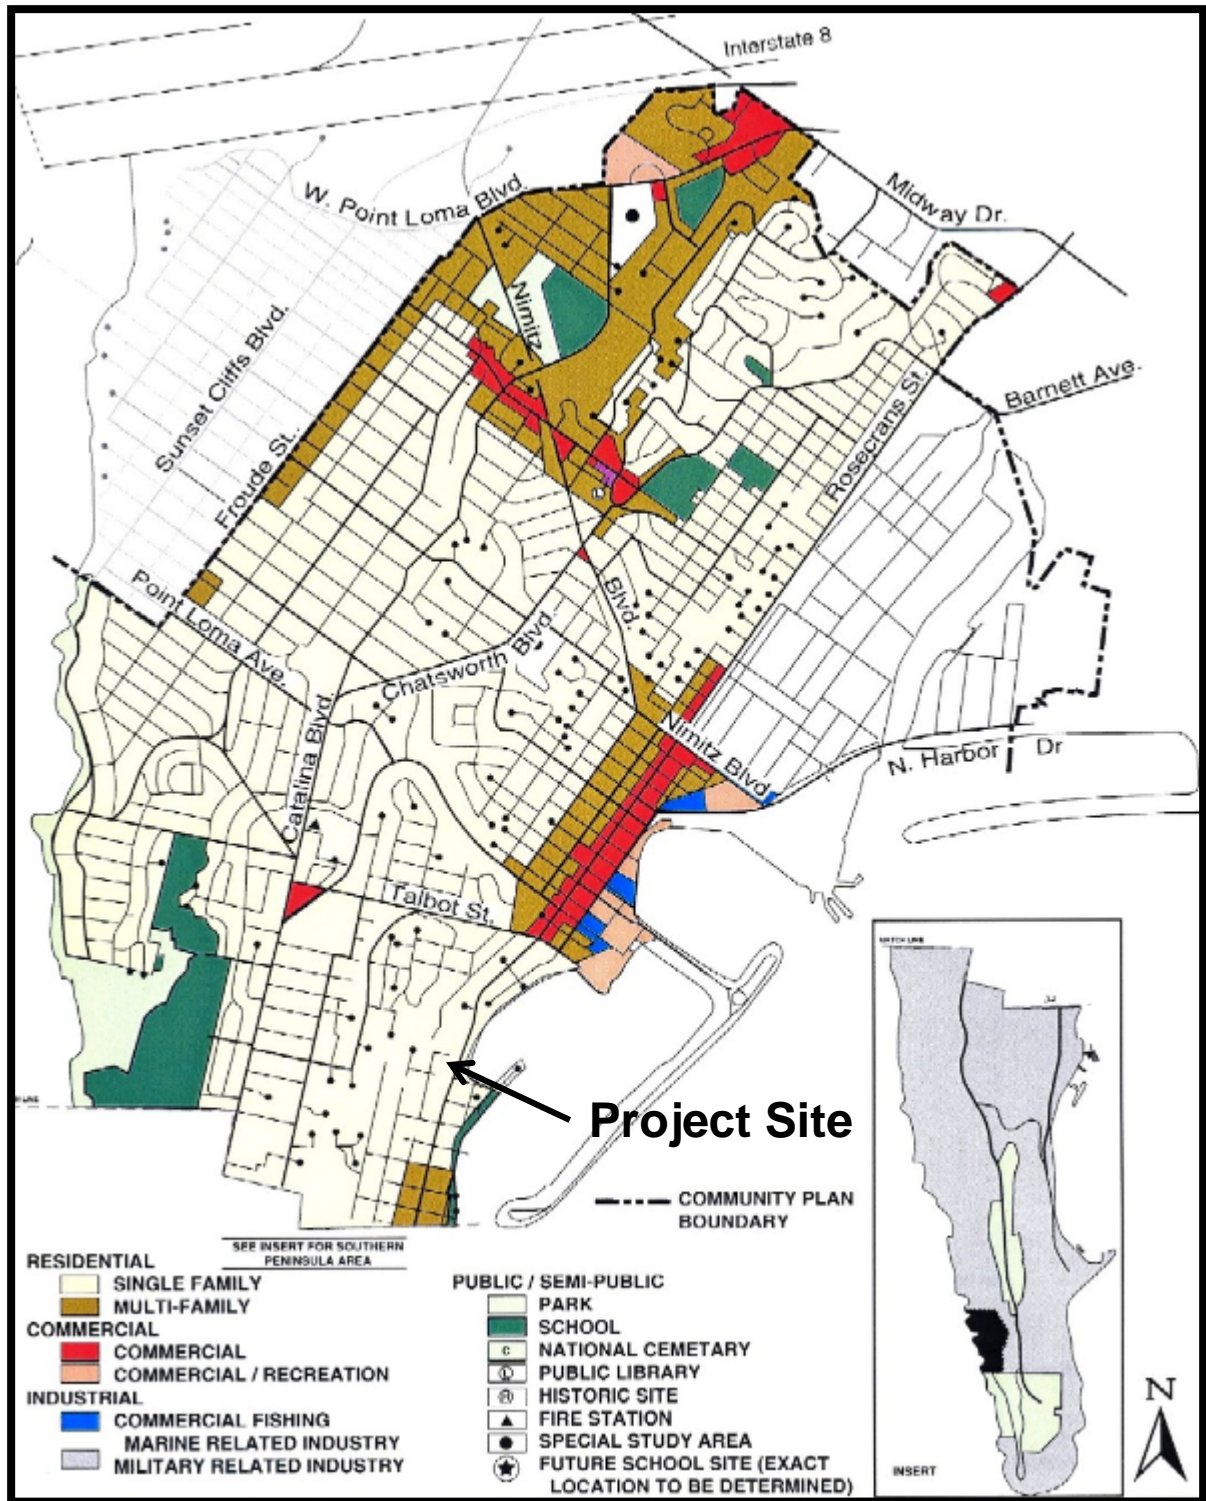 Interstate 8
W. Point Loma Blvd.
Midway Dr.
Nimitz
Sunset Cliffs Blvd.
Barnett Ave.
Froude St.
Rosecrans St.
Point Loma Ave.
Blvd.
Chatsworth Blvd.
Catalina Blvd.
Nimitz Blvd.
N. Harbor Dr
Talbot St.
MATCH LINE
Project Site
COMMUNITY PLAN
BOUNDARY
SEE INSERT FOR SOUTHERN
PENINSULA AREA
RESIDENTIAL
SINGLE FAMILY
MULTI-FAMILY
COMMERCIAL
COMMERCIAL
COMMERCIAL / RECREATION
INDUSTRIAL
COMMERCIAL FISHING
MARINE RELATED INDUSTRY
MILITARY RELATED INDUSTRY
PUBLIC / SEMI-PUBLIC
PARK
SCHOOL
C NATIONAL CEMETARY
L PUBLIC LIBRARY
H HISTORIC SITE
FIRE STATION
SPECIAL STUDY AREA
FUTURE SCHOOL SITE (EXACT
LOCATION TO BE DETERMINED)
INSERT
N